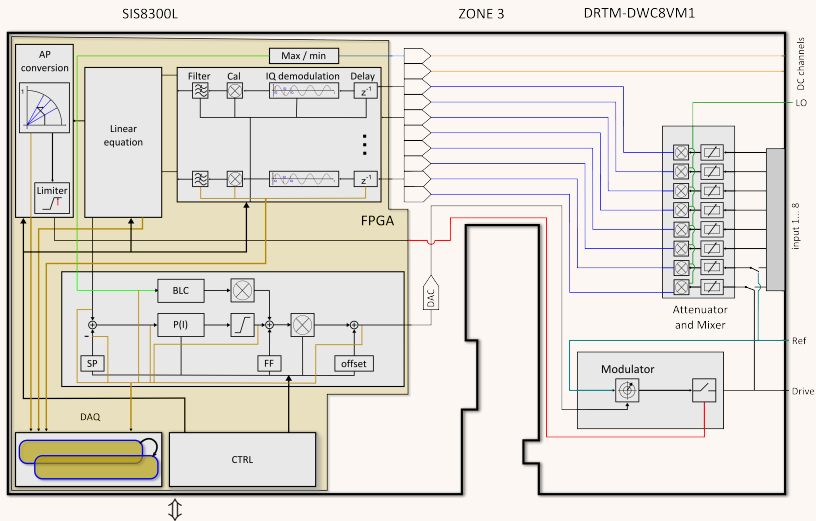 SIS8300L
ZONE 3
DRTM-DWC8VM1
AP
conversion
1
Limiter
Linear
equation
Max / min
Filter
Cal
IQ demodulation
Delay
z-1
z-1
FPGA
DC channels
LO
input 1... 8
Attenuator
and Mixer
BLC
P(I)
-
SP
FF
offset
DAC
Modulator
Ref
Drive
DAQ
CTRL